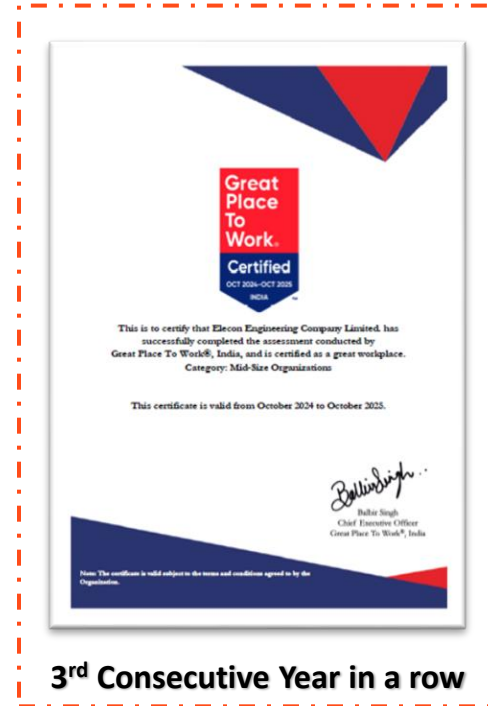 Great
Place
To
Work®
Certified
OCT 2024-OCT 2025
INDIA
™
This is to certify that Elecon Engineering Company Limited. has
successfully completed the assessment conducted by
Great Place To Work®, India, and is certified as a great workplace.
Category: Mid-Size Organizations
This certificate is valid from October 2024 to October 2025.
Balbir Singh
Balbir Singh
Chief Executive Officer
Great Place To Work®, India
Note: The certificate is valid subject to the terms and conditions agreed to by the
Organization.
3rd Consecutive Year in a row